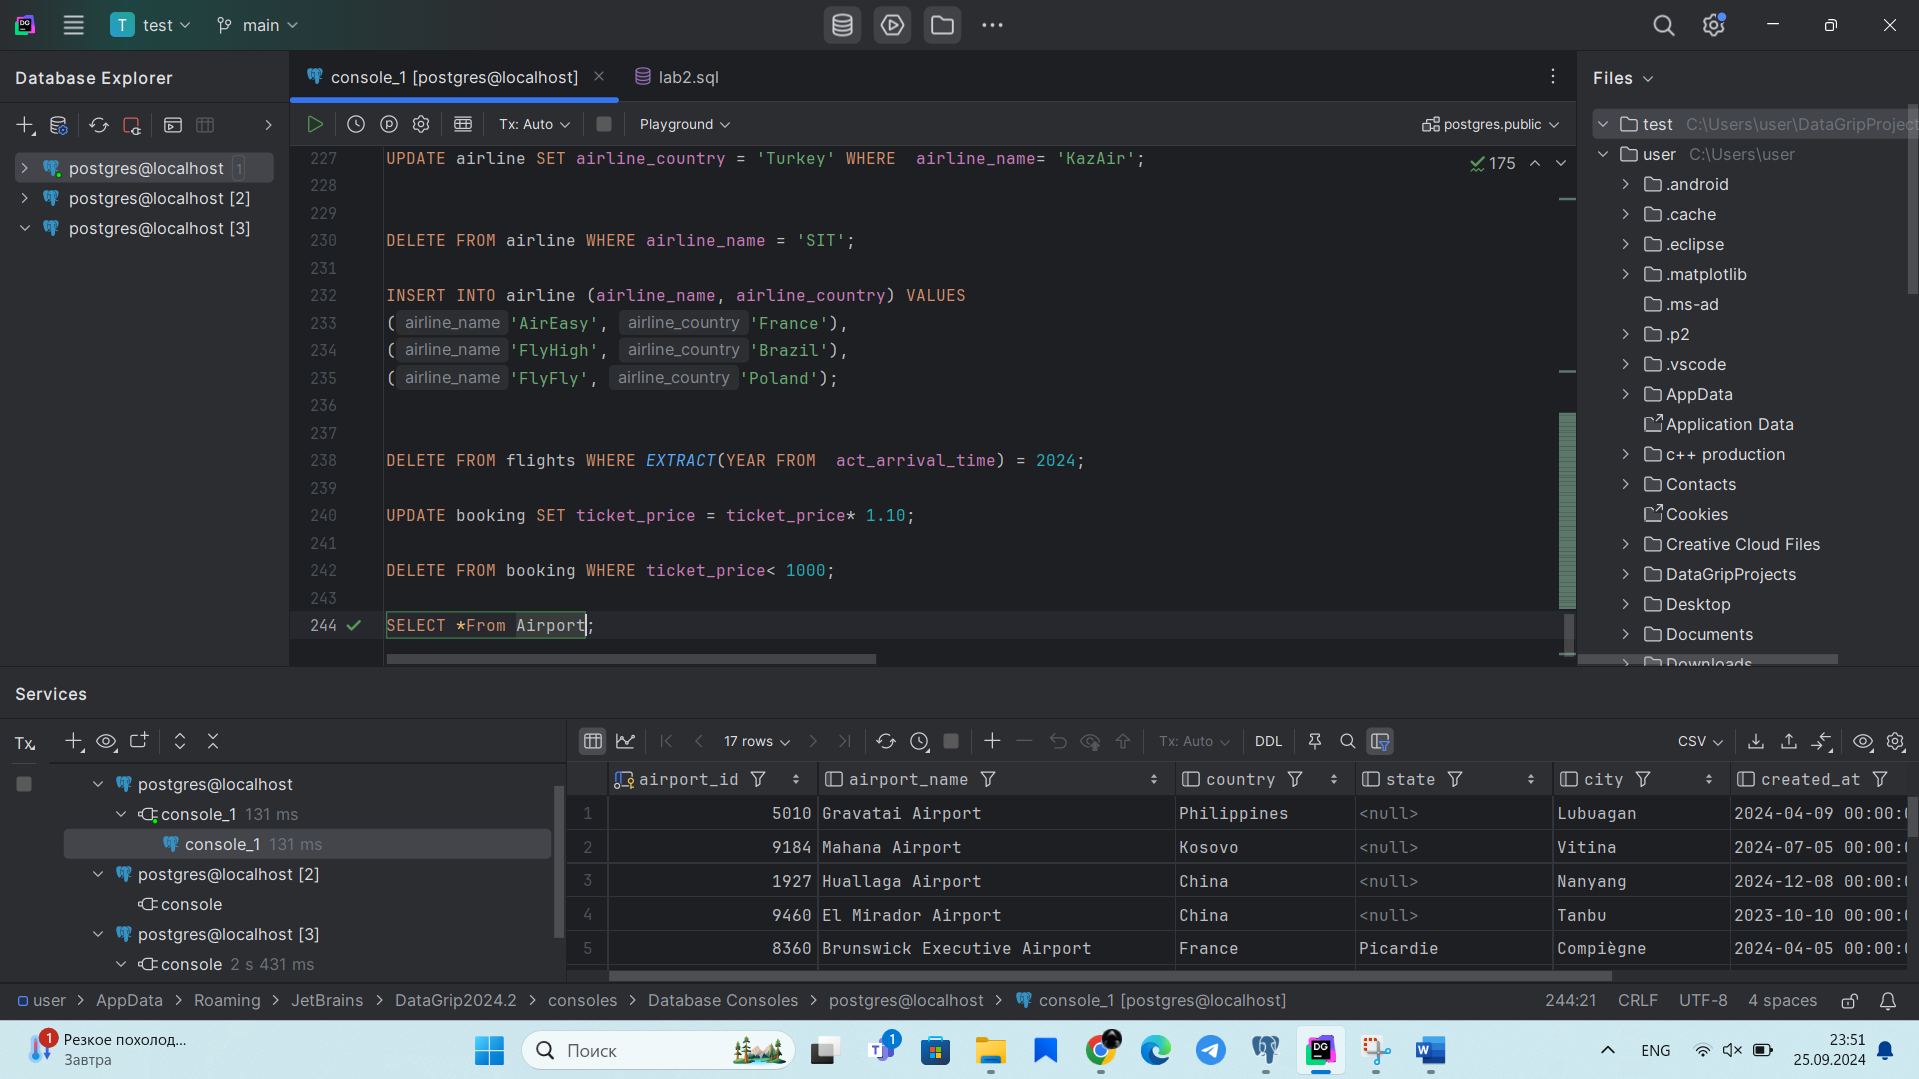 T test main
Database Explorer
console_1 [postgres@localhost] lab2.sql
Files
Tx: Auto Playground postgres.public
postgres@localhost 1
postgres@localhost [2]
postgres@localhost [3]
175
227 UPDATE airline SET airline_country = 'Turkey' WHERE airline_name= 'KazAir';
228
229
230 DELETE FROM airline WHERE airline_name = 'SIT';
231
232 INSERT INTO airline (airline_name, airline_country) VALUES
233 ( airline_name 'AirEasy', airline_country 'France'),
234 ( airline_name 'FlyHigh', airline_country 'Brazil'),
235 ( airline_name 'FlyFly', airline_country 'Poland');
236
237
238 DELETE FROM flights WHERE EXTRACT(YEAR FROM act_arrival_time) = 2024;
239
240 UPDATE booking SET ticket_price = ticket_price* 1.10;
241
242 DELETE FROM booking WHERE ticket_price< 1000;
243
244 SELECT *From Airport;
test C:\Users\user\DataGripProject
user C:\Users\user
.android
.cache
.eclipse
.matplotlib
.ms-ad
.p2
.vscode
AppData
Application Data
c++ production
Contacts
Cookies
Creative Cloud Files
DataGripProjects
Desktop
Documents
Downloads
Services
Tx
postgres@localhost
console_1 131 ms
console_1 131 ms
postgres@localhost [2]
console
postgres@localhost [3]
console 2 s 431 ms
17 rows Tx: Auto DDL CSV
airport_id airport_name country state city created_at
1 5010 Gravatai Airport Philippines <null> Lubuagan 2024-04-09 00:00:0
2 9184 Mahana Airport Kosovo <null> Vitina 2024-07-05 00:00:0
3 1927 Huallaga Airport China <null> Nanyang 2024-12-08 00:00:0
4 9460 El Mirador Airport China <null> Tanbu 2023-10-10 00:00:0
5 8360 Brunswick Executive Airport France Picardie Compiègne 2024-04-05 00:00:0
user > AppData > Roaming > JetBrains > DataGrip2024.2 > consoles > Database Consoles > postgres@localhost > console_1 [postgres@localhost]
244:21 CRLF UTF-8 4 spaces
1 Резкое похолод...
Завтра
Поиск
1
DG
ENG
23:51
25.09.2024